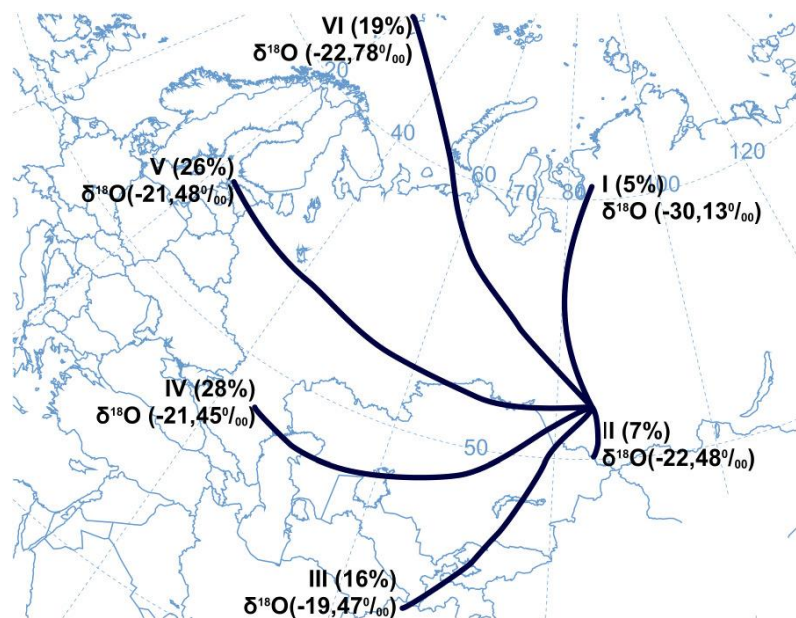 VI (19%)
δ¹⁸O (-22,78⁰/₀₀)
20
40
60
70
80
90
120
V (26%)
δ¹⁸O(-21,48⁰/₀₀)
I (5%)
δ¹⁸O (-30,13⁰/₀₀)
IV (28%)
δ¹⁸O (-21,45⁰/₀₀)
50
II (7%)
δ¹⁸O(-22,48⁰/₀₀)
III (16%)
δ¹⁸O(-19,47⁰/₀₀)